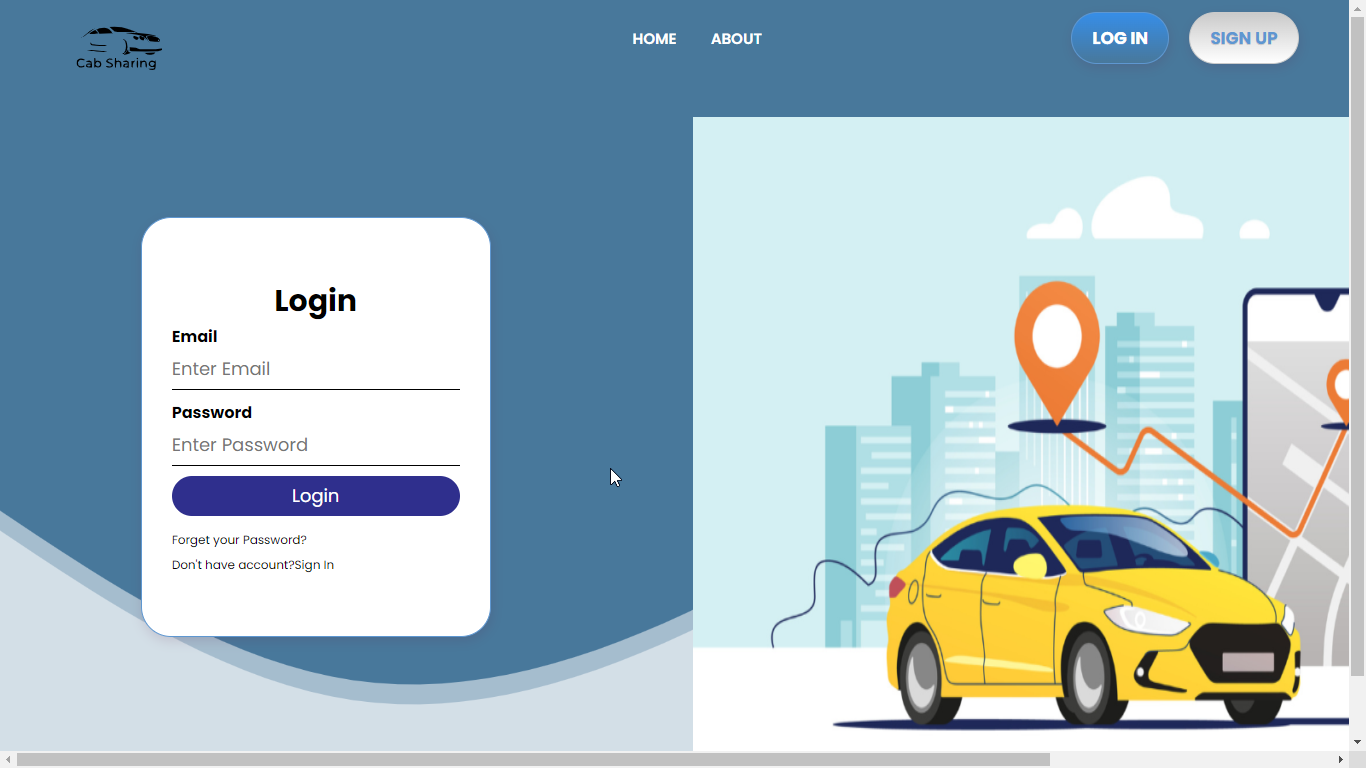 Cab Sharing
HOME ABOUT
LOG IN SIGN UP
Login
Email
Enter Email
Password
Enter Password
Login
Forget your Password?
Don't have account?Sign In